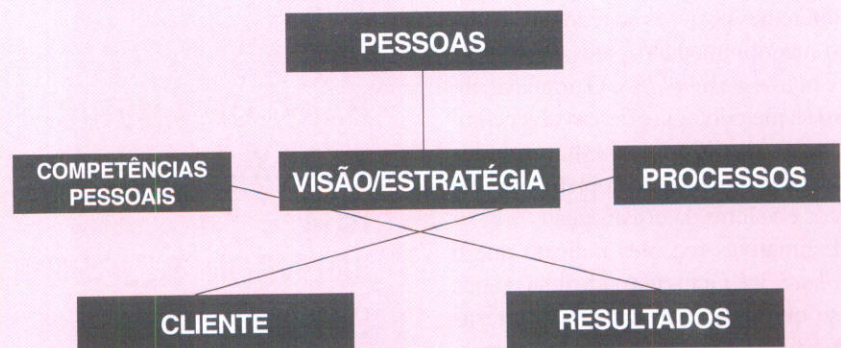 PESSOAS
COMPETÊNCIAS
PESSOAIS
VISÃO/ESTRATÉGIA
PROCESSOS
CLIENTE
RESULTADOS